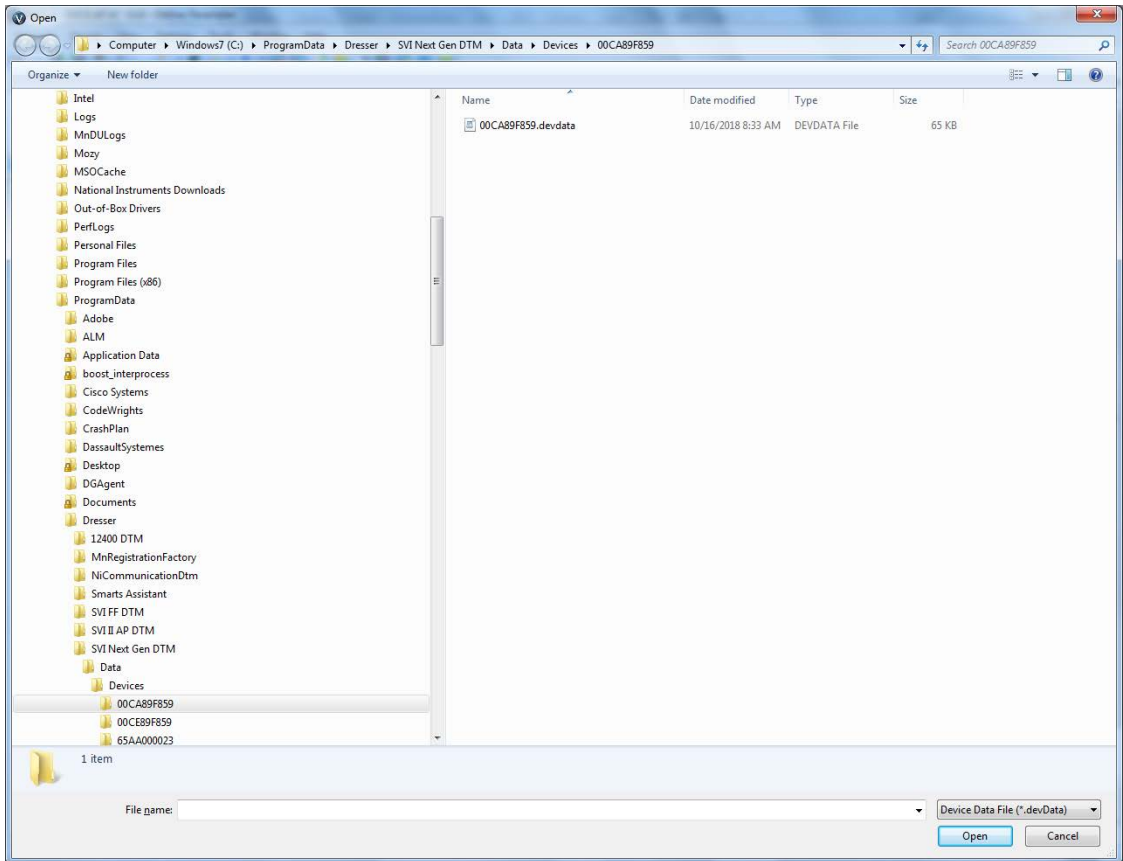 Open
Computer ▸ Windows7 (C:) ▸ ProgramData ▸ Dresser ▸ SVI Next Gen DTM ▸ Data ▸ Devices ▸ 00CA89F859
Search 00CA89F859
Organize New folder
Intel
Logs
MnDULogs
Mozy
MSOCache
National Instruments Downloads
Out-of-Box Drivers
PerfLogs
Personal Files
Program Files
Program Files (x86)
ProgramData
Adobe
ALM
Application Data
boost_interprocess
Cisco Systems
CodeWrights
CrashPlan
DassaultSystemes
Desktop
DGAgent
Documents
Dresser
12400 DTM
MnRegistrationFactory
NiCommunicationDtm
Smarts Assistant
SVI FF DTM
SVI II AP DTM
SVI Next Gen DTM
Data
Devices
00CA89F859
00CE89F859
65AA000023
Name Date modified Type Size
00CA89F859.devdata 10/16/2018 8:33 AM DEVDATA File 65 KB
1 item
File name:
Device Data File (*.devData)
Open Cancel